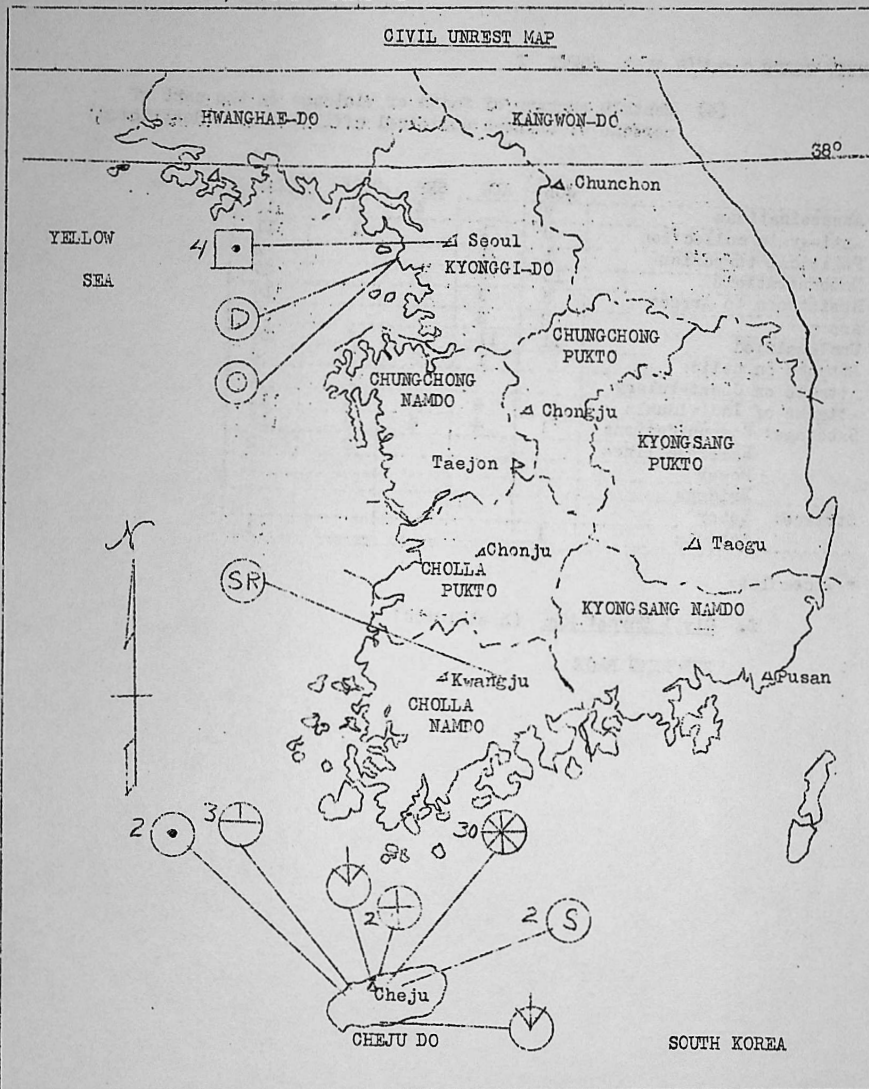 CIVIL UNREST MAP
HWANGHAE-DO
KANGWON-DO
38°
Chunchon
YELLOW
SEA
4
Seoul
KYONGGI-DO
D
CHUNGCHONG
PUKTO
CHUNGCHONG
NAMDO
Chongju
KYONGSANG
PUKTO
Taejon
N
Chonju
Taegu
SR
CHOLLA
PUKTO
KYONGSANG NAMDO
Kwangju
Pusan
CHOLLA
NAMDO
2
3
30
2
2
S
Cheju
CHEJU DO
SOUTH KOREA